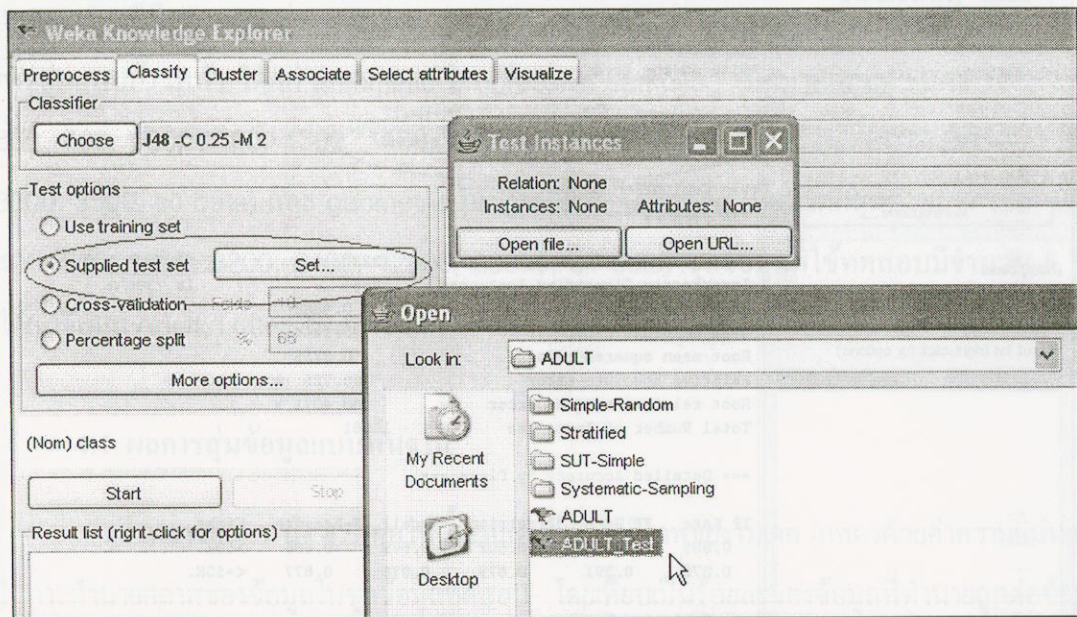 Weka Knowledge Explorer
Preprocess Classify Cluster Associate Select attributes Visualize
Classifier
Choose J48 -C 0.25 -M 2
Test options
Use training set
Supplied test set Set...
Cross-validation Folds 10
Percentage split % 66
More options...
(Nom) class
Start Stop
Result list (right-click for options)
Test Instances
Relation: None
Instances: None Attributes: None
Open file... Open URL...
Open
Look in: ADULT
My Recent
Documents
Desktop
Simple-Random
Stratified
SUT-Simple
Systematic-Sampling
ADULT
ADULT_Test